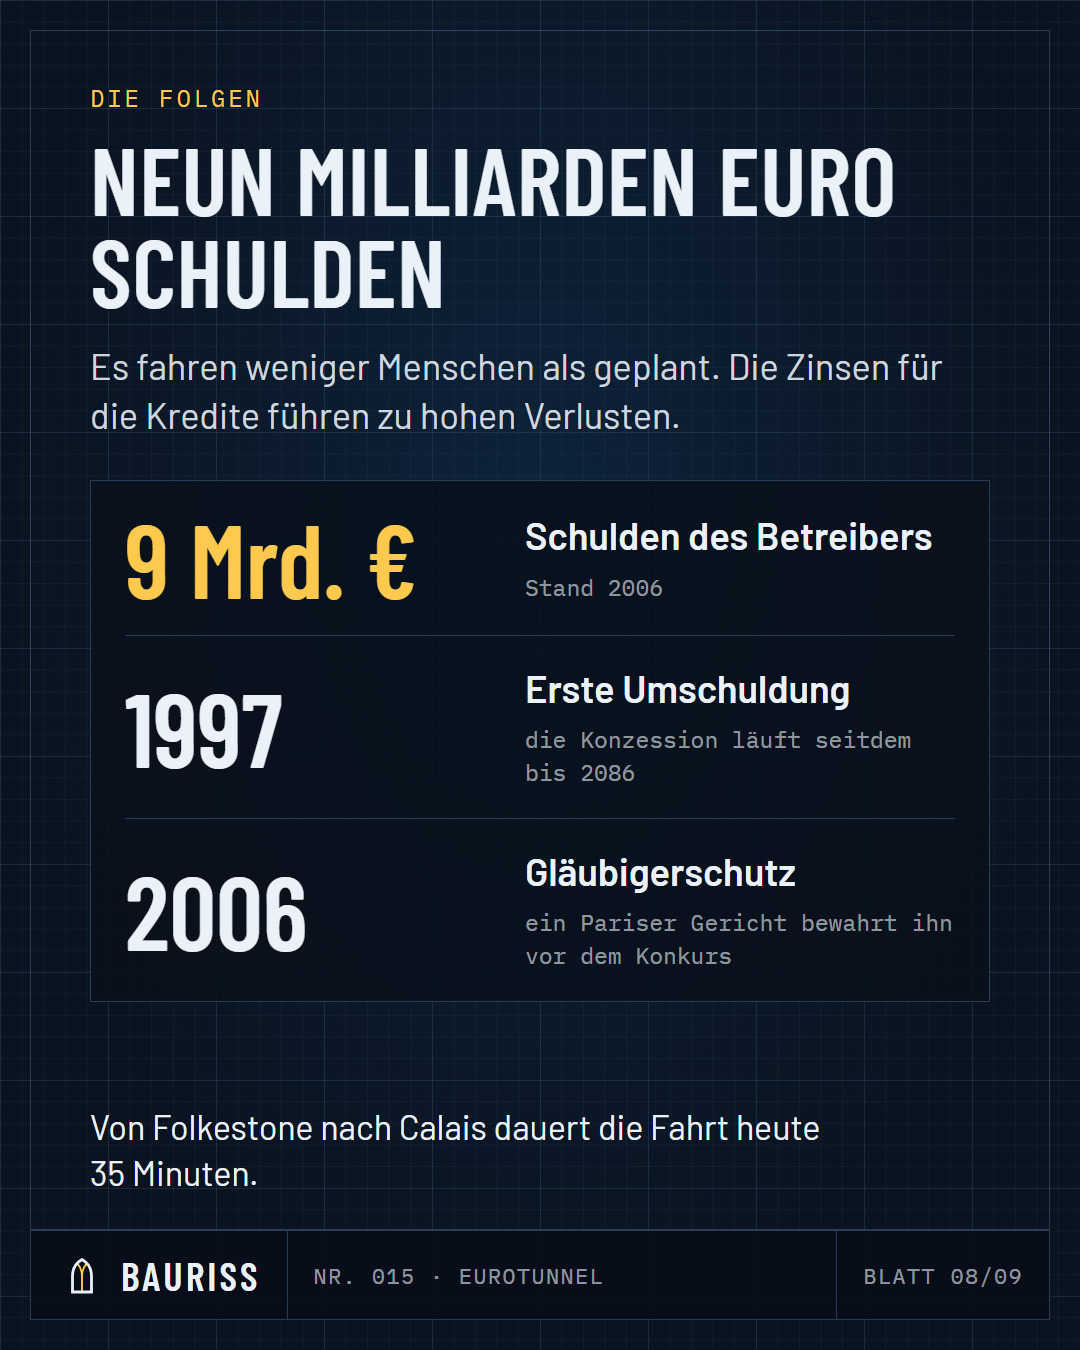 DIE FOLGEN
NEUN MILLIARDEN EURO
SCHULDEN
Es fahren weniger Menschen als geplant. Die Zinsen für
die Kredite führen zu hohen Verlusten.
9 Mrd. €
Schulden des Betreibers
Stand 2006
1997
Erste Umschuldung
die Konzession läuft seitdem
bis 2086
2006
Gläubigerschutz
ein Pariser Gericht bewahrt ihn
vor dem Konkurs
Von Folkestone nach Calais dauert die Fahrt heute
35 Minuten.
BAURISS
NR. 015 · EUROTUNNEL
BLATT 08/09